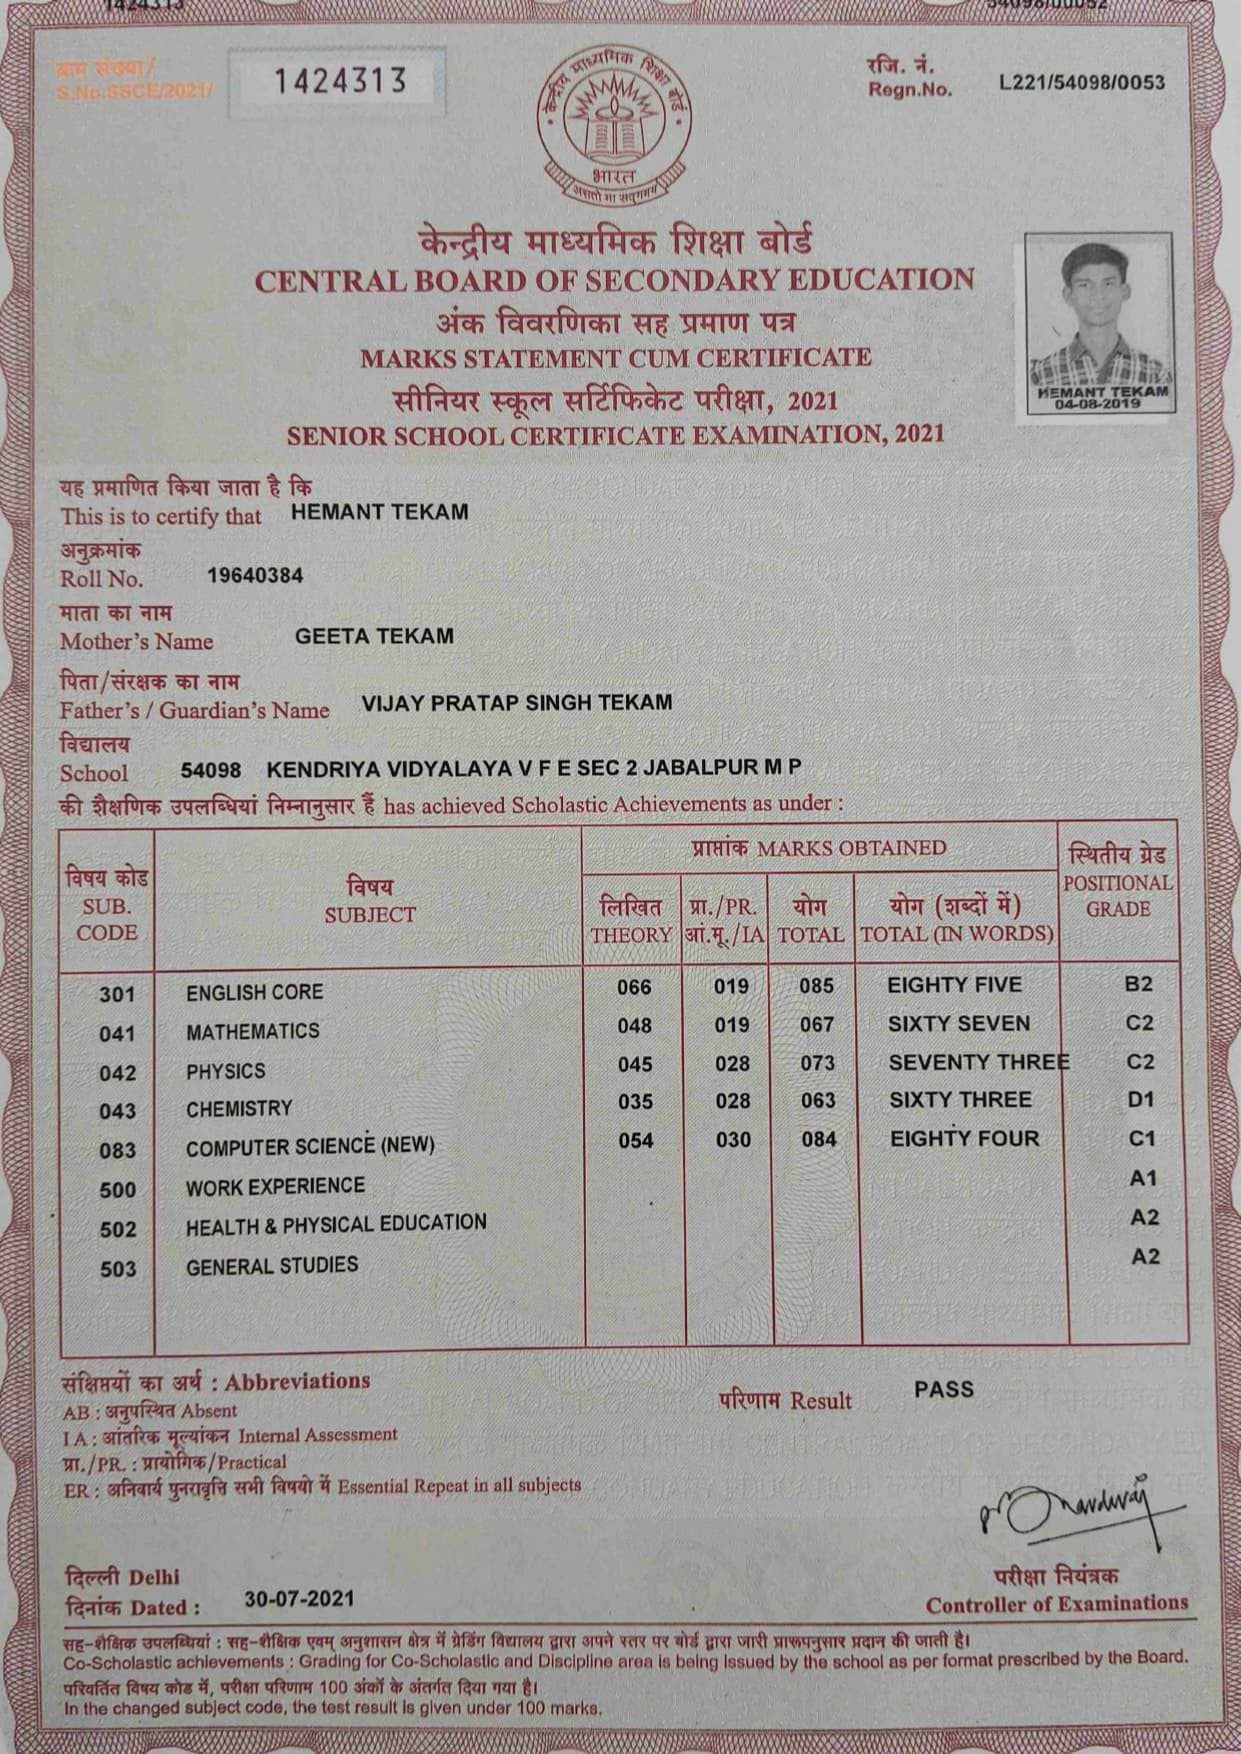 क्रम संख्या/
S.No.SSCE/2021/
1424313
रजि. नं.
Regn.No.
L221/54098/0053
केन्द्रीय माध्यमिक शिक्षा बोर्ड
भारत
असतो मा सद्गमय
केन्द्रीय माध्यमिक शिक्षा बोर्ड
CENTRAL BOARD OF SECONDARY EDUCATION
अंक विवरणिका सह प्रमाण पत्र
MARKS STATEMENT CUM CERTIFICATE
सीनियर स्कूल सर्टिफिकेट परीक्षा, 2021
SENIOR SCHOOL CERTIFICATE EXAMINATION, 2021
HEMANT TEKAM
04-08-2019
यह प्रमाणित किया जाता है कि
This is to certify that HEMANT TEKAM
अनुक्रमांक
Roll No. 19640384
माता का नाम
Mother's Name GEETA TEKAM
पिता/संरक्षक का नाम
Father's / Guardian's Name VIJAY PRATAP SINGH TEKAM
विद्यालय
School 54098 KENDRIYA VIDYALAYA V F E SEC 2 JABALPUR M P
की शैक्षणिक उपलब्धियां निम्नानुसार हैं has achieved Scholastic Achievements as under :
विषय कोड
SUB.
CODE
विषय
SUBJECT
प्राप्तांक MARKS OBTAINED
लिखित
THEORY
प्रा./PR.
आं.मू./IA
योग
TOTAL
योग (शब्दों में)
TOTAL (IN WORDS)
स्थितीय ग्रेड
POSITIONAL
GRADE
301 ENGLISH CORE 066 019 085 EIGHTY FIVE B2
041 MATHEMATICS 048 019 067 SIXTY SEVEN C2
042 PHYSICS 045 028 073 SEVENTY THREE C2
043 CHEMISTRY 035 028 063 SIXTY THREE D1
083 COMPUTER SCIENCE (NEW) 054 030 084 EIGHTY FOUR C1
500 WORK EXPERIENCE A1
502 HEALTH & PHYSICAL EDUCATION A2
503 GENERAL STUDIES A2
संक्षिप्तियों का अर्थ : Abbreviations
AB : अनुपस्थित Absent
I A : आंतरिक मूल्यांकन Internal Assessment
प्रा./PR. : प्रायोगिक/Practical
ER : अनिवार्य पुनरावृत्ति सभी विषयो में Essential Repeat in all subjects
परिणाम Result PASS
दिल्ली Delhi
दिनांक Dated : 30-07-2021
परीक्षा नियंत्रक
Controller of Examinations
सह-शैक्षिक उपलब्धियां : सह-शैक्षिक एवम् अनुशासन क्षेत्र में ग्रेडिंग विद्यालय द्वारा अपने स्तर पर बोर्ड द्वारा जारी प्रारूपनुसार प्रदान की जाती है।
Co-Scholastic achievements : Grading for Co-Scholastic and Discipline area is being issued by the school as per format prescribed by the Board.
परिवर्तित विषय कोड में, परीक्षा परिणाम 100 अंकों के अंतर्गत दिया गया है।
In the changed subject code, the test result is given under 100 marks.